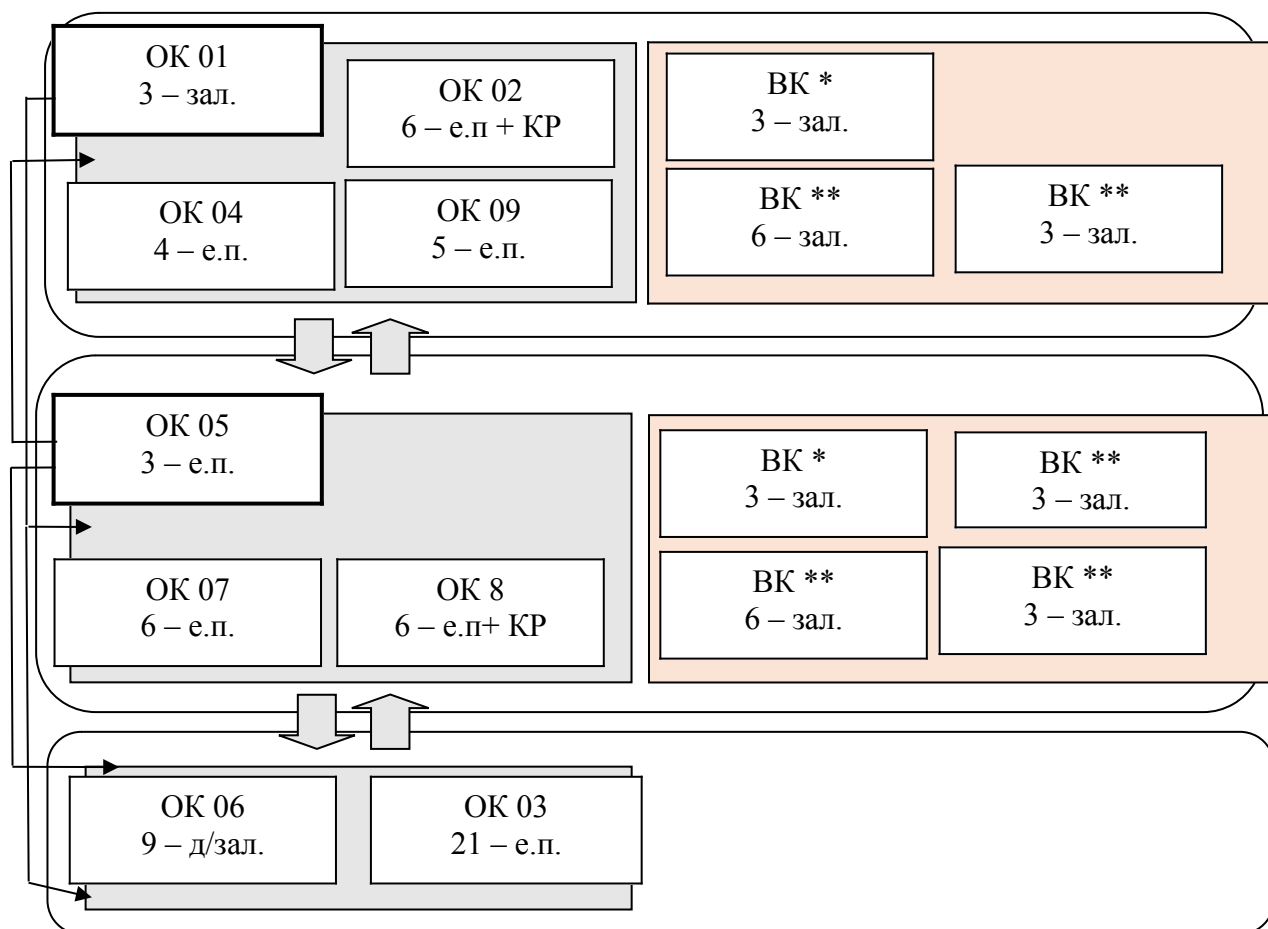 ОК 01
3 – зал.
ОК 02
6 – е.п + КР
ОК 04
4 – е.п.
ОК 09
5 – е.п.
ВК *
3 – зал.
ВК **
6 – зал.
ВК **
3 – зал.
ОК 05
3 – е.п.
ОК 07
6 – е.п.
ОК 8
6 – е.п+ КР
ВК *
3 – зал.
ВК **
3 – зал.
ВК **
6 – зал.
ВК **
3 – зал.
ОК 06
9 – д/зал.
ОК 03
21 – е.п.